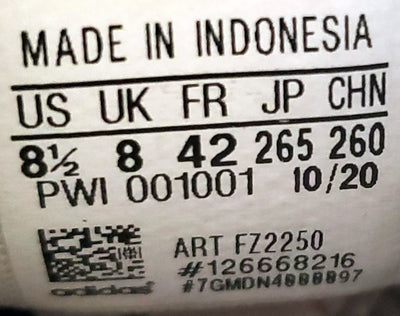 MADE IN INDONESIA
US UK FR JP CHN
8½ 8 42 265 260
PWI 001001 10/20
ART FZ2250
#126668216
adidas